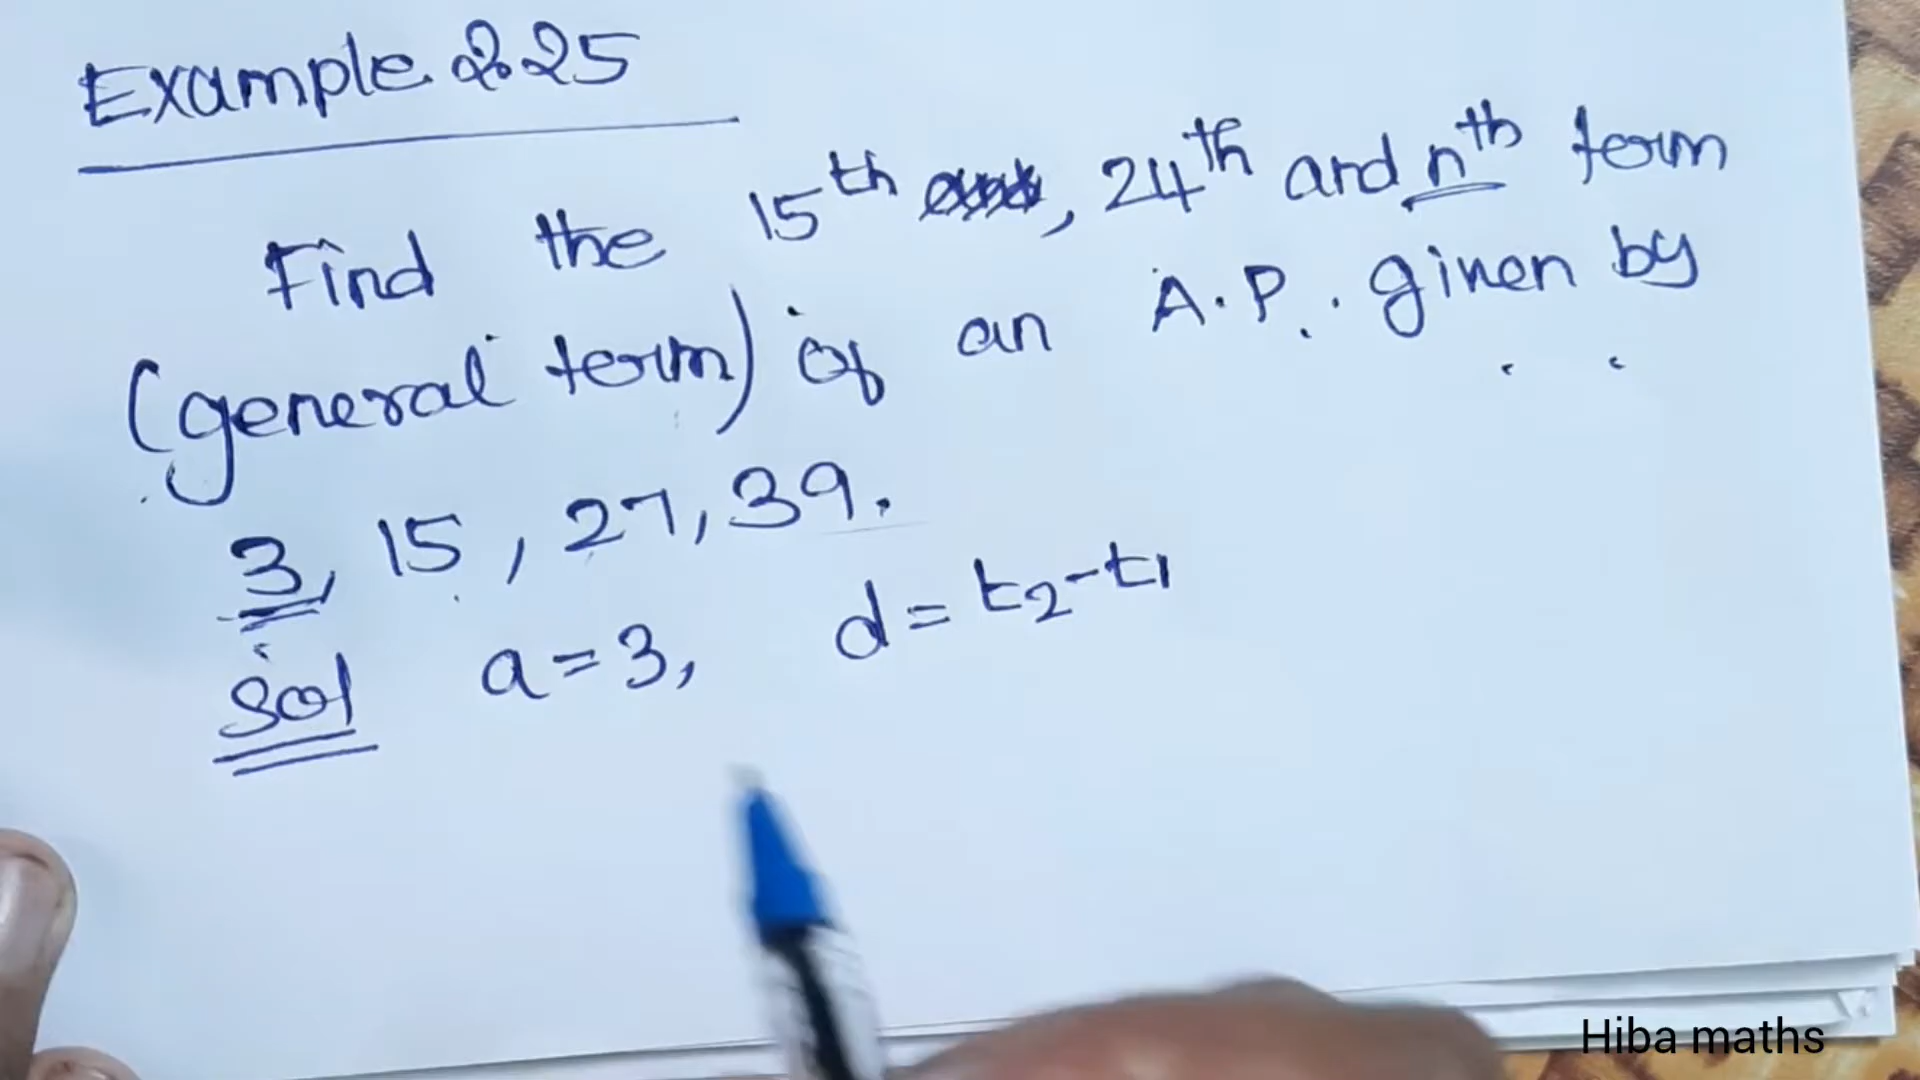 Example 2.25
Find the 15th, 24th and nth term
(general term) of an A.P. given by
3, 15, 27, 39.
Sol a=3, d=t2-t1
Hiba maths